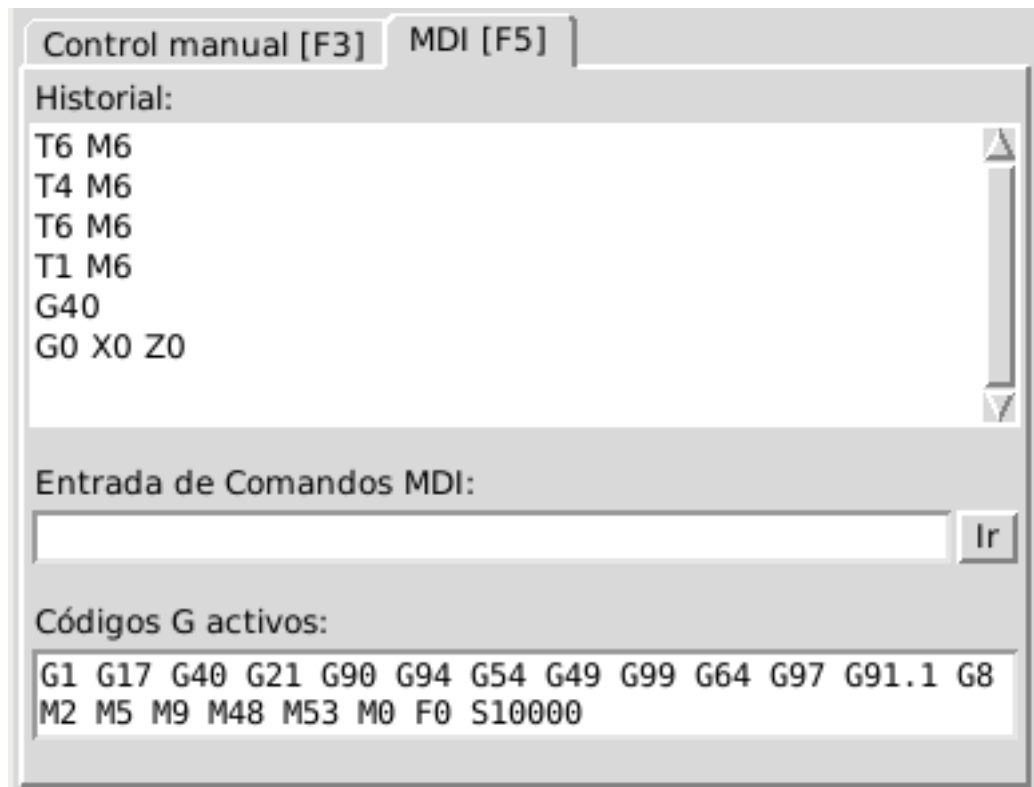 Control manual [F3] MDI [F5]
Historial:
T6 M6
T4 M6
T6 M6
T1 M6
G40
G0 X0 Z0
Entrada de Comandos MDI:
Ir
Códigos G activos:
G1 G17 G40 G21 G90 G94 G54 G49 G99 G64 G97 G91.1 G8
M2 M5 M9 M48 M53 M0 F0 S10000